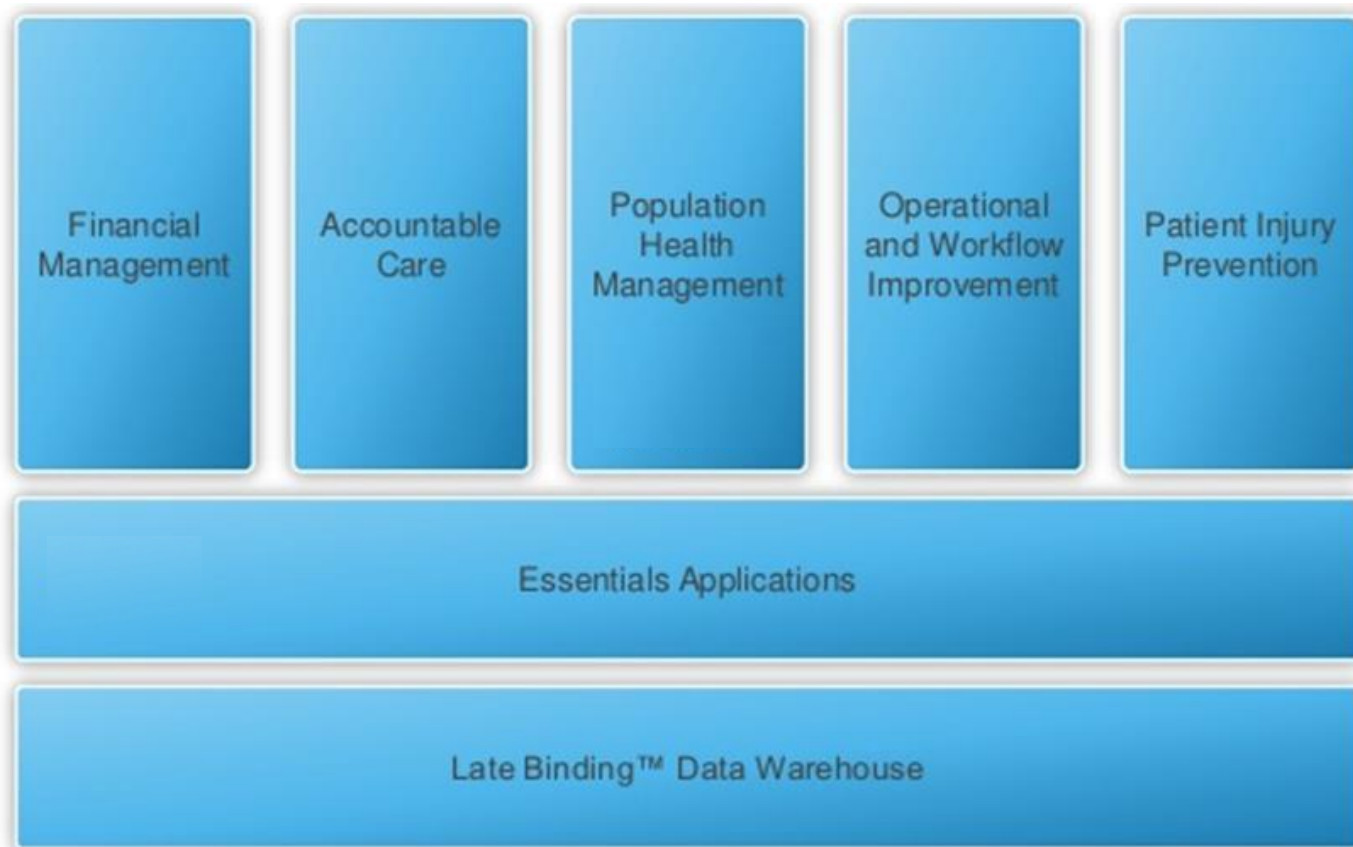 Financial
Management
Accountable
Care
Population
Health
Management
Operational
and Workflow
Improvement
Patient Injury
Prevention
Essentials Applications
Late Binding™ Data Warehouse